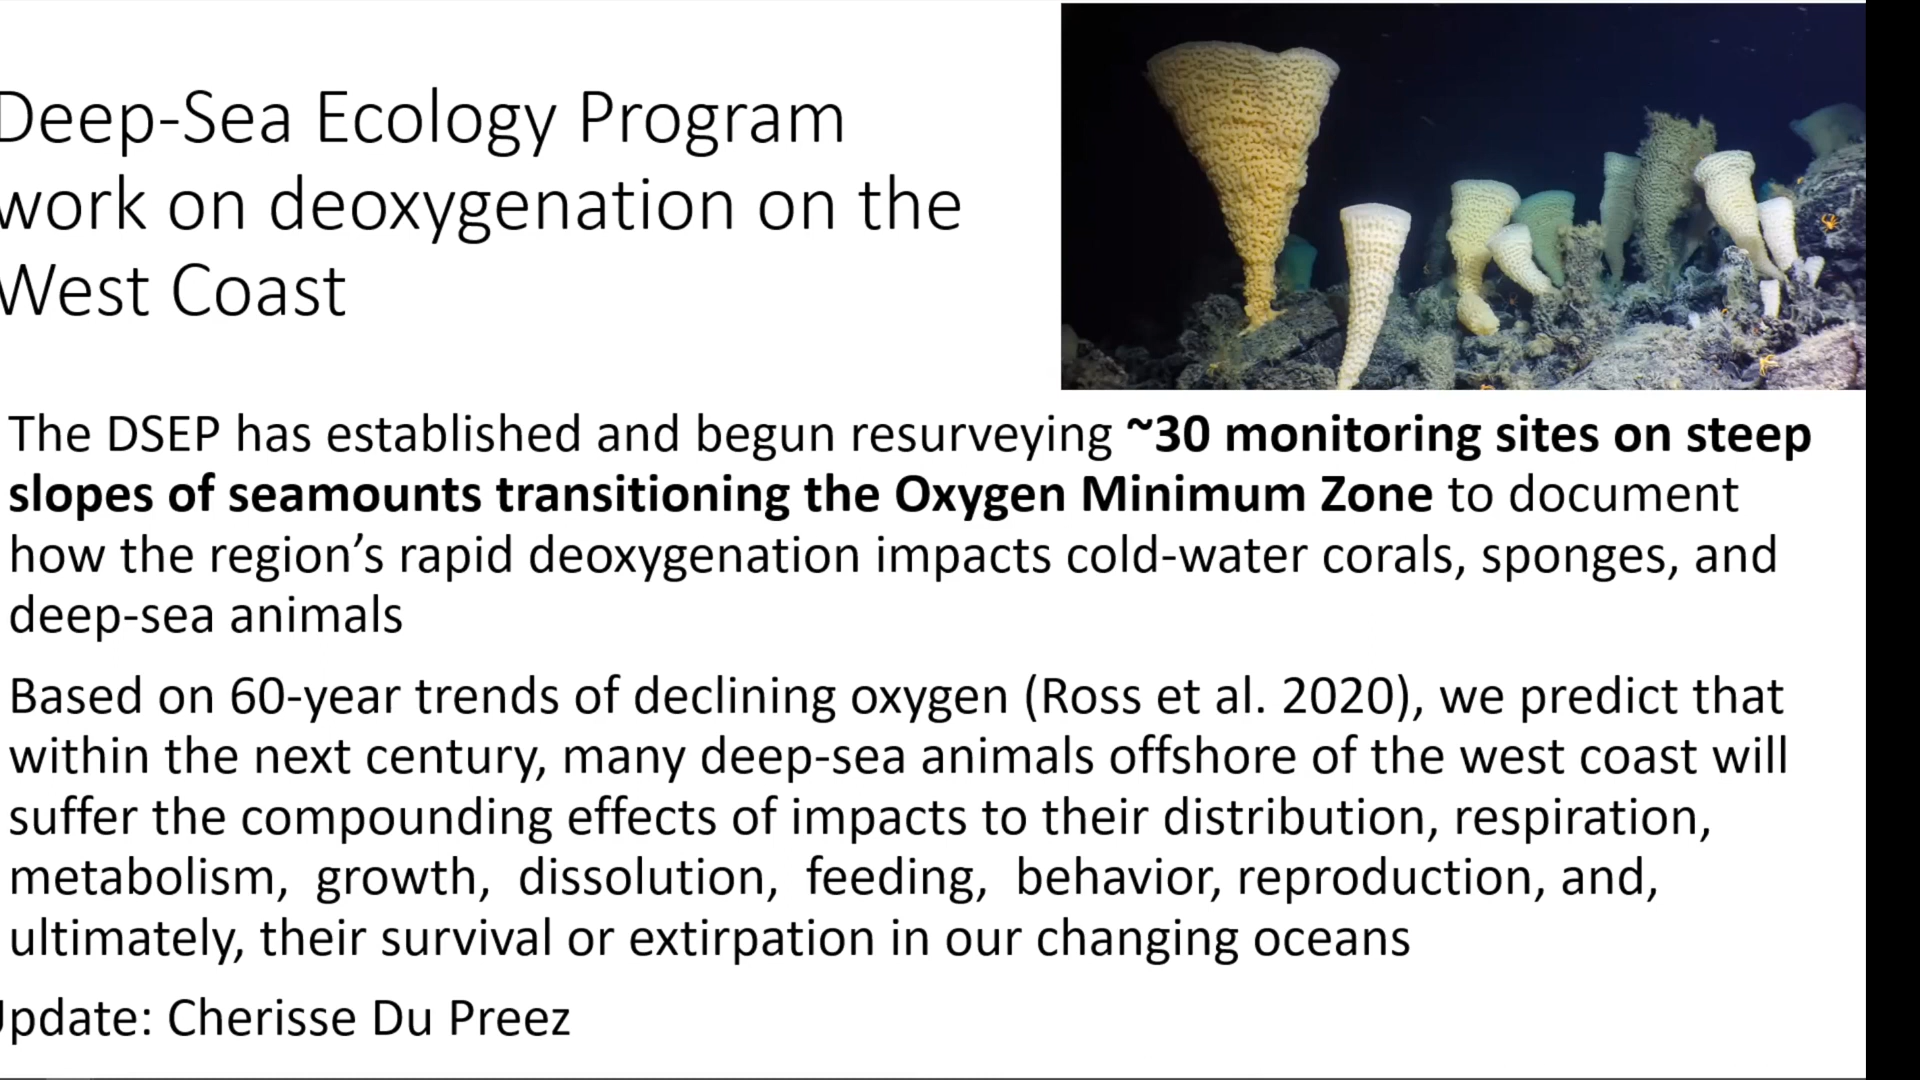 Deep-Sea Ecology Program
work on deoxygenation on the
West Coast
The DSEP has established and begun resurveying ~30 monitoring sites on steep
slopes of seamounts transitioning the Oxygen Minimum Zone to document
how the region’s rapid deoxygenation impacts cold-water corals, sponges, and
deep-sea animals
Based on 60-year trends of declining oxygen (Ross et al. 2020), we predict that
within the next century, many deep-sea animals offshore of the west coast will
suffer the compounding effects of impacts to their distribution, respiration,
metabolism, growth, dissolution, feeding, behavior, reproduction, and,
ultimately, their survival or extirpation in our changing oceans
Update: Cherisse Du Preez